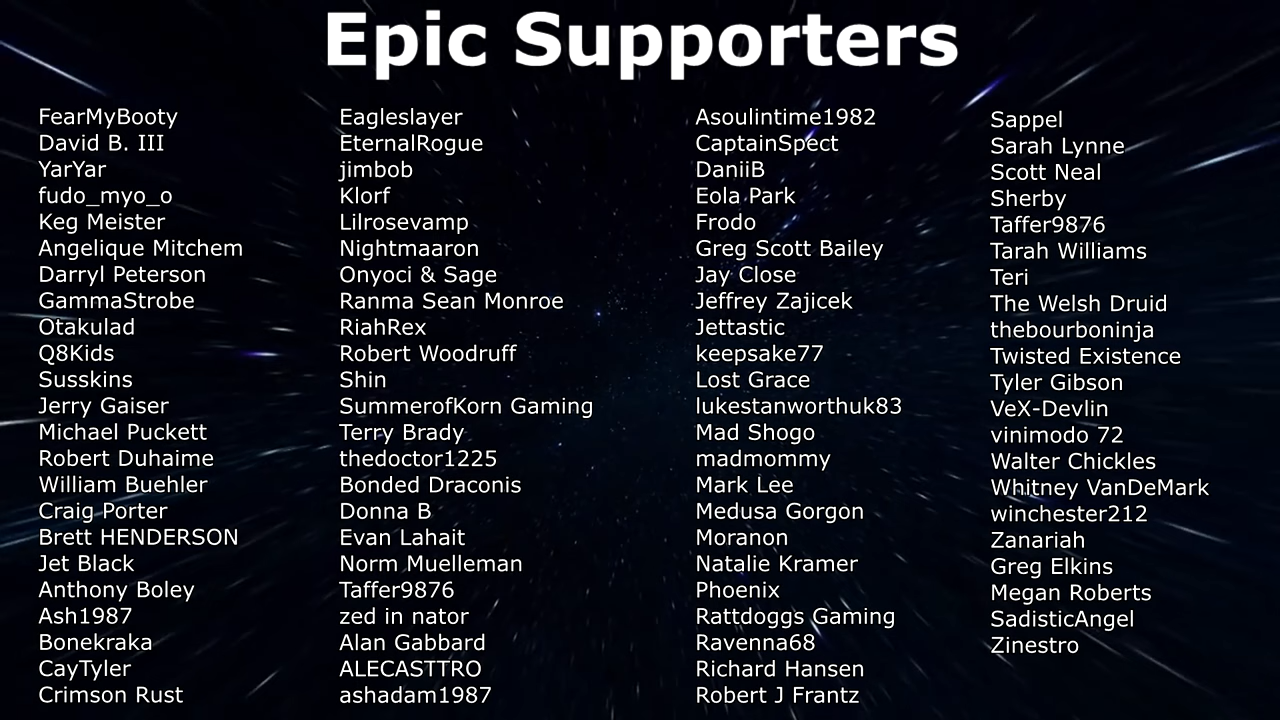 Epic Supporters
FearMyBooty
David B. III
YarYar
fudo_myo_o
Keg Meister
Angelique Mitchem
Darryl Peterson
GammaStrobe
Otakulad
Q8Kids
Susskins
Jerry Gaiser
Michael Puckett
Robert Duhaime
William Buehler
Craig Porter
Brett HENDERSON
Jet Black
Anthony Boley
Ash1987
Bonekraka
CayTyler
Crimson Rust
Eagleslayer
EternalRogue
jimbob
Klorf
Lilrosevamp
Nightmaaron
Onyoci & Sage
Ranma Sean Monroe
RiahRex
Robert Woodruff
Shin
SummerofKorn Gaming
Terry Brady
thedoctor1225
Bonded Draconis
Donna B
Evan Lahait
Norm Muelleman
Taffer9876
zed in nator
Alan Gabbard
ALECASTTRO
ashadam1987
Asoulintime1982
CaptainSpect
DaniiB
Eola Park
Frodo
Greg Scott Bailey
Jay Close
Jeffrey Zajicek
Jettastic
keepsake77
Lost Grace
lukestanworthuk83
Mad Shogo
madmommy
Mark Lee
Medusa Gorgon
Moranon
Natalie Kramer
Phoenix
Rattdoggs Gaming
Ravenna68
Richard Hansen
Robert J Frantz
Sappel
Sarah Lynne
Scott Neal
Sherby
Taffer9876
Tarah Williams
Teri
The Welsh Druid
thebourboninja
Twisted Existence
Tyler Gibson
VeX-Devlin
vinimodo 72
Walter Chickles
Whitney VanDeMark
winchester212
Zanariah
Greg Elkins
Megan Roberts
SadisticAngel
Zinestro